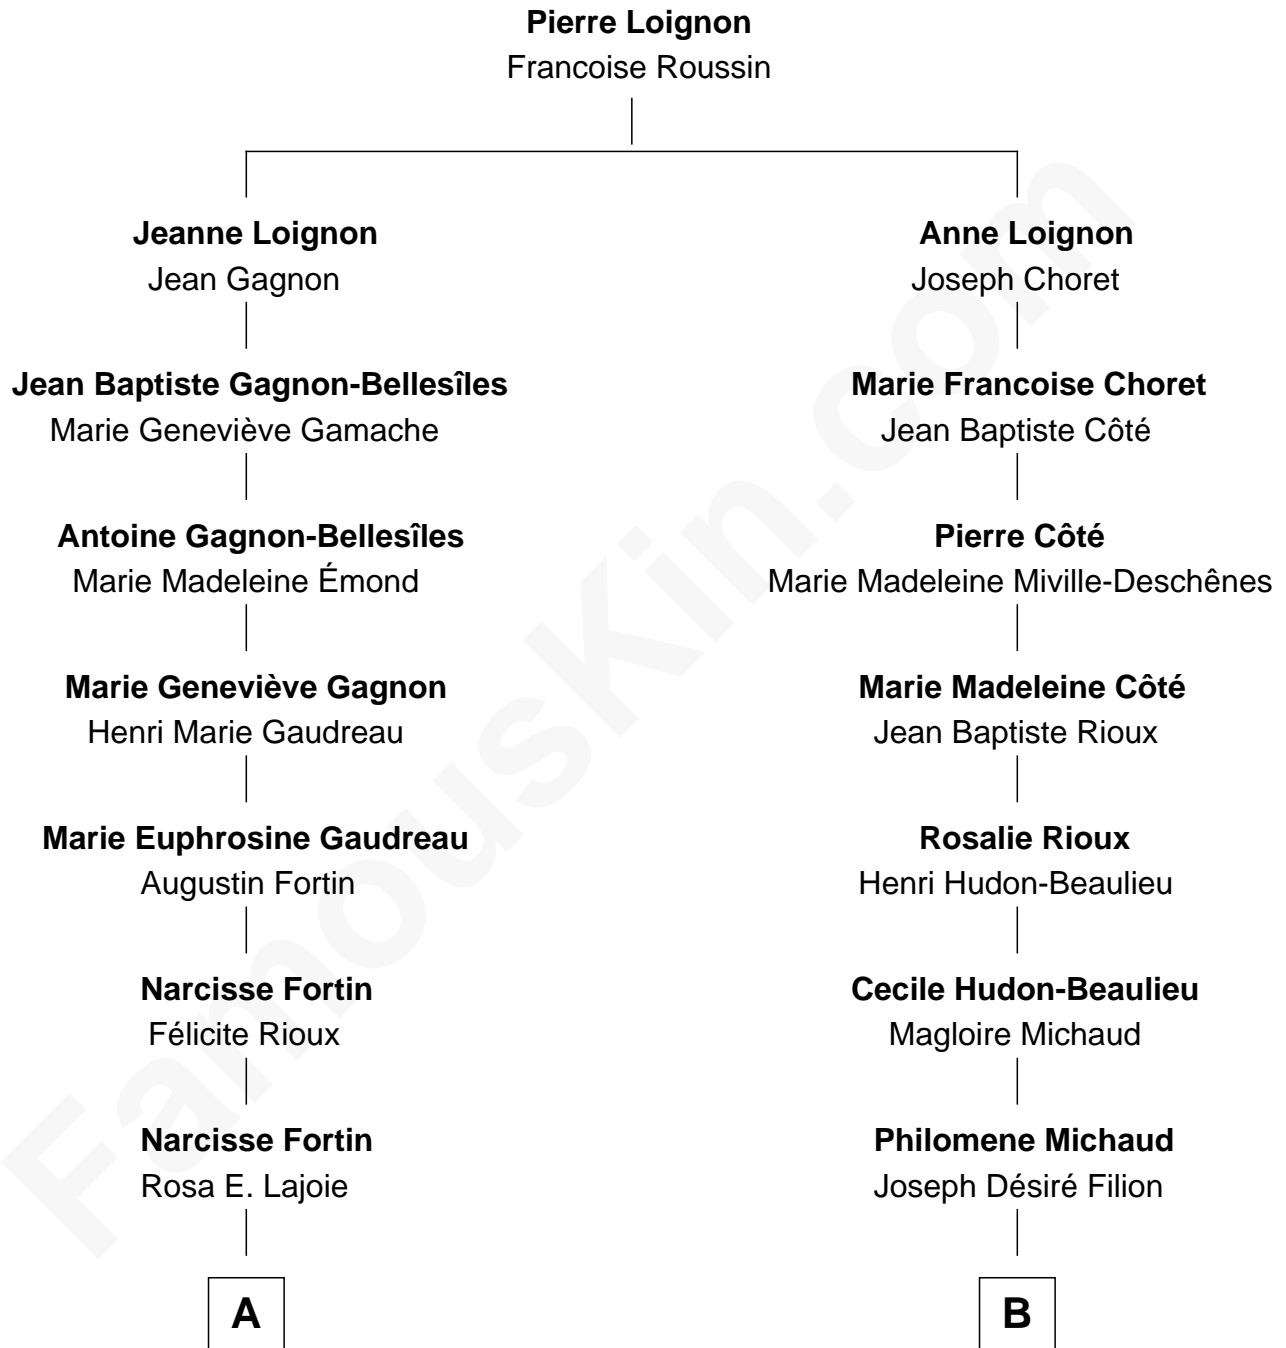 Pierre Loignon
Francoise Roussin
Jeanne Loignon
Jean Gagnon
Anne Loignon
Joseph Choret
Jean Baptiste Gagnon-Bellesîles
Marie Geneviève Gamache
Marie Francoise Choret
Jean Baptiste Côté
Antoine Gagnon-Bellesîles
Marie Madeleine Émond
Pierre Côté
Marie Madeleine Miville-Deschênes
Marie Geneviève Gagnon
Henri Marie Gaudreau
Marie Madeleine Côté
Jean Baptiste Rioux
Marie Euphrosine Gaudreau
Augustin Fortin
Rosalie Rioux
Henri Hudon-Beaulieu
Narcisse Fortin
Félicite Rioux
Cecile Hudon-Beaulieu
Magloire Michaud
Narcisse Fortin
Rosa E. Lajoie
Philomene Michaud
Joseph Désiré Filion
A
B
FamousKin.com